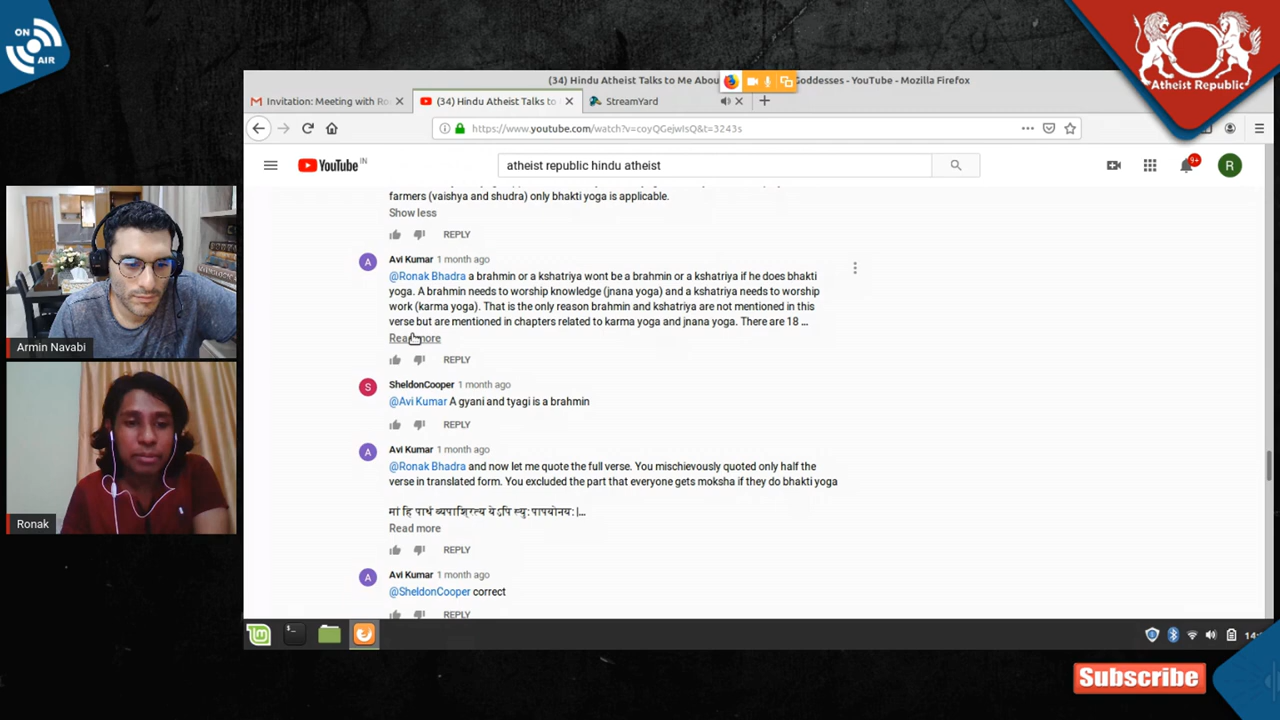 ON
AIR
Atheist Republic
(34) Hindu Atheist Talks to Me Abou
Goddesses - YouTube - Mozilla Firefox
Invitation: Meeting with Ro
(34) Hindu Atheist Talks to
StreamYard
https://www.youtube.com/watch?v=coyQGejwIsQ&t=3243s
YouTube IN
atheist republic hindu atheist
9+
R
farmers (vaishya and shudra) only bhakti yoga is applicable.
Show less
REPLY
A
Avi Kumar 1 month ago
@Ronak Bhadra a brahmin or a kshatriya wont be a brahmin or a kshatriya if he does bhakti
yoga. A brahmin needs to worship knowledge (jnana yoga) and a kshatriya needs to worship
work (karma yoga). That is the only reason brahmin and kshatriya are not mentioned in this
verse but are mentioned in chapters related to karma yoga and jnana yoga. There are 18 ...
Read more
REPLY
S
SheldonCooper 1 month ago
@Avi Kumar A gyani and tyagi is a brahmin
REPLY
A
Avi Kumar 1 month ago
@Ronak Bhadra and now let me quote the full verse. You mischievously quoted only half the
verse in translated form. You excluded the part that everyone gets moksha if they do bhakti yoga
मां हि पार्थ व्यपाश्रित्य येऽपि स्यु: पापयोनय: |...
Read more
REPLY
A
Avi Kumar 1 month ago
@SheldonCooper correct
REPLY
Armin Navabi
Ronak
14:
Subscribe